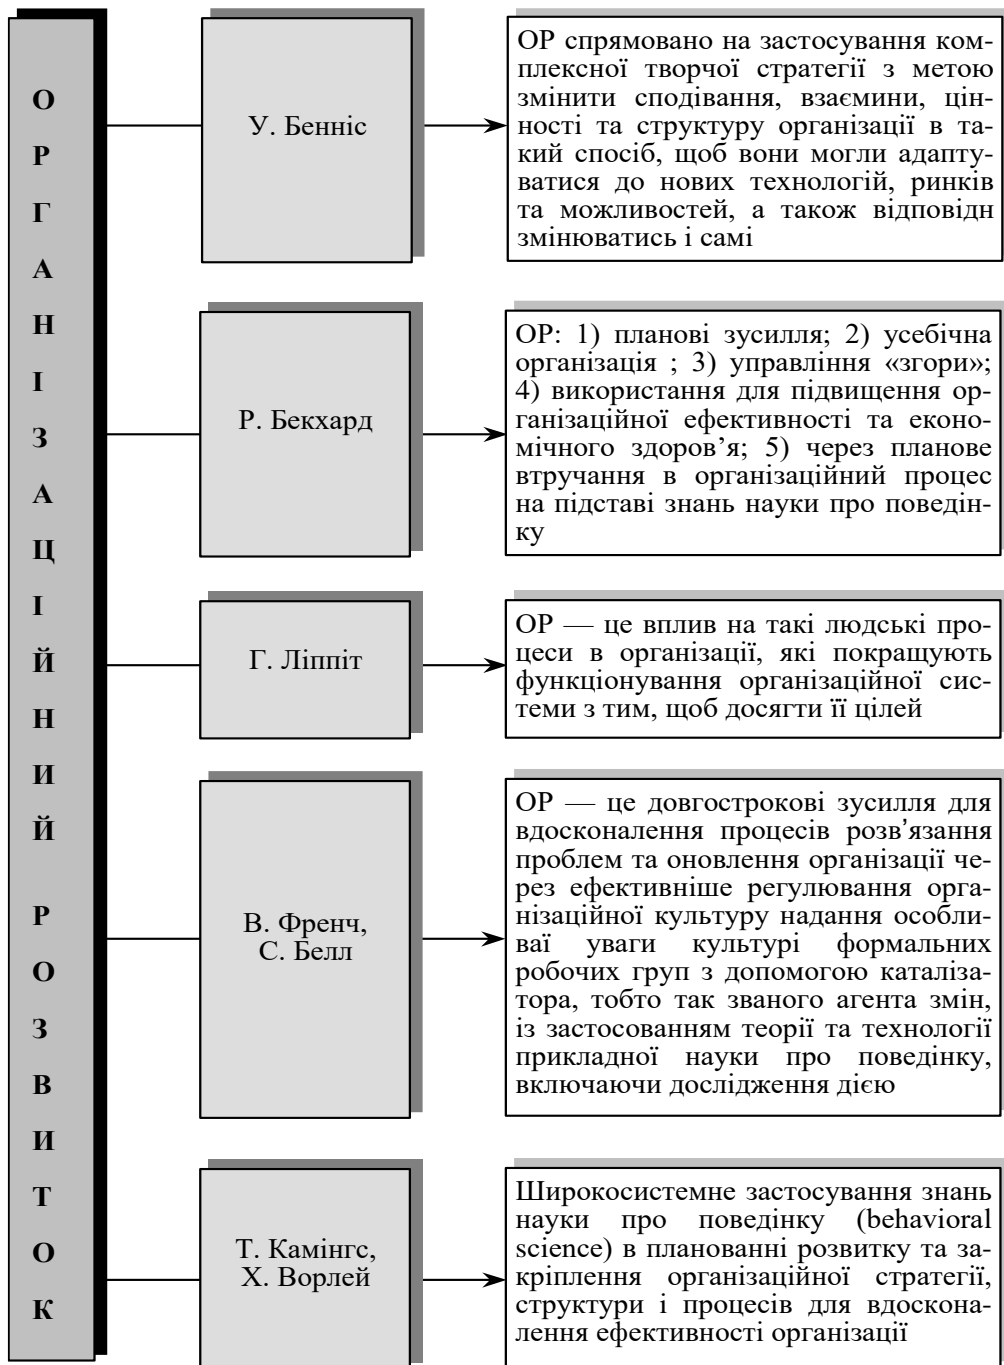 ОРГАНІЗАЦІЙНИЙ РОЗВИТОК
У. Бенніс
ОР спрямовано на застосування ком-
плексної творчої стратегії з метою
змінити сподівання, взаємини, цін-
ності та структуру організації в та-
кий спосіб, щоб вони могли адапту-
ватися до нових технологій, ринків
та можливостей, а також відповідн
змінюватись і самі
Р. Бекхард
ОР: 1) планові зусилля; 2) усебічна
організація ; 3) управління «згори»;
4) використання для підвищення ор-
ганізаційної ефективності та еконо-
мічного здоров’я; 5) через планове
втручання в організаційний процес
на підставі знань науки про поведін-
ку
Г. Ліппіт
ОР — це вплив на такі людські про-
цеси в організації, які покращують
функціонування організаційної сис-
теми з тим, щоб досягти її цілей
В. Френч,
С. Белл
ОР — це довгострокові зусилля для
вдосконалення процесів розв’язання
проблем та оновлення організації че-
рез ефективніше регулювання орга-
нізаційної культуру надання особли-
ваї уваги культурі формальних
робочих груп з допомогою каталіза-
тора, тобто так званого агента змін,
із застосованням теорії та технології
прикладної науки про поведінку,
включаючи дослідження дією
Т. Камінгс,
Х. Ворлей
Широкосистемне застосування знань
науки про поведінку (behavioral
science) в планованні розвитку та за-
кріплення організаційної стратегії,
структури і процесів для вдоскона-
лення ефективності організації